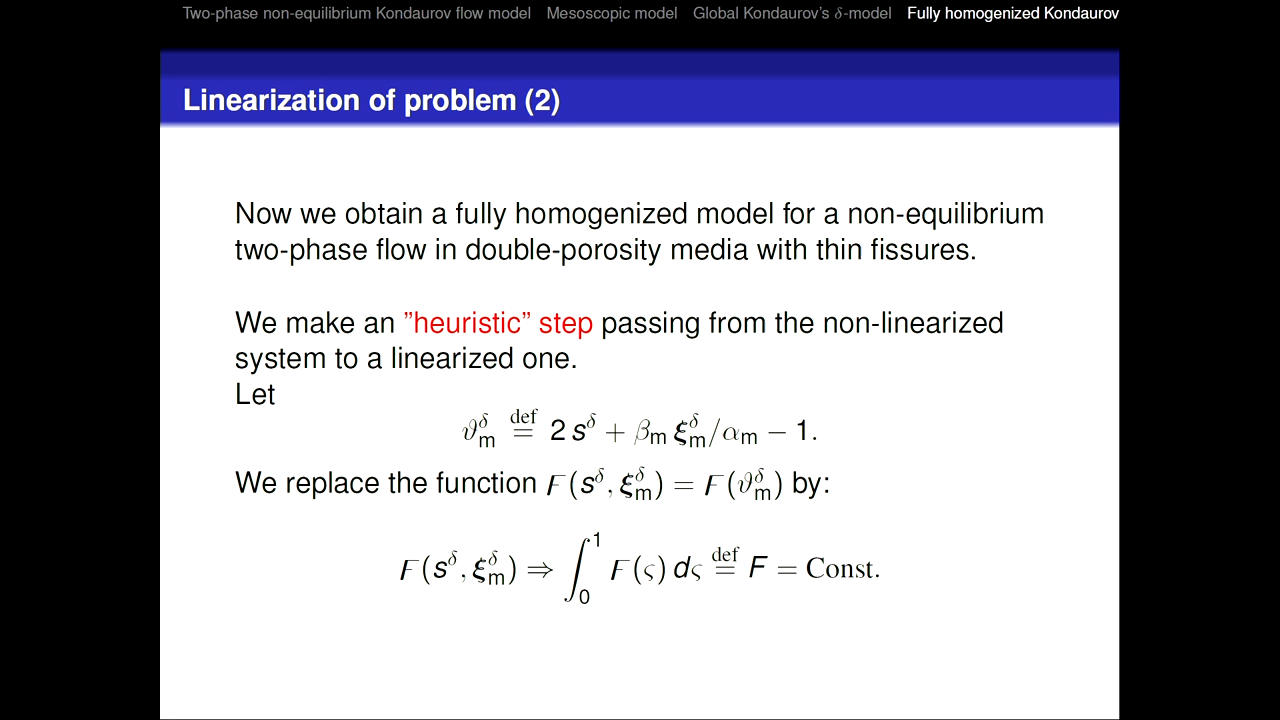 Two-phase non-equilibrium Kondaurov flow model Mesoscopic model Global Kondaurov's δ-model Fully homogenized Kondaurov
Linearization of problem (2)
Now we obtain a fully homogenized model for a non-equilibrium
two-phase flow in double-porosity media with thin fissures.
We make an ”heuristic” step passing from the non-linearized
system to a linearized one.
Let
ϑ_m^δ def= 2 s^δ + β_m ξ_m^δ/α_m − 1.
We replace the function F(s^δ, ξ_m^δ) = F(ϑ_m^δ) by:
F(s^δ, ξ_m^δ) ⇒ ∫_0^1 F(ς) dς def= F = Const.